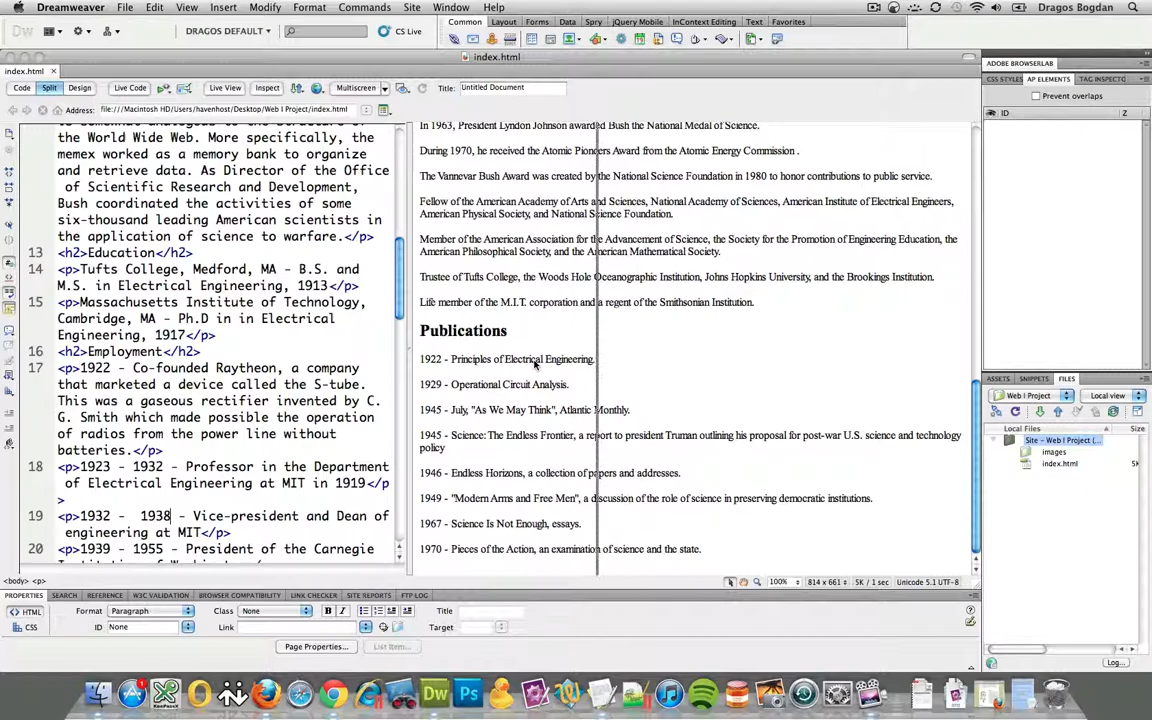 Dreamweaver File Edit View Insert Modify Format Commands Site Window Help Dragos Bogdan
Dw DRAGOS DEFAULT CS Live
Common Layout Forms Data Spry jQuery Mobile InContext Editing Text Favorites
index.html
index.html
Code Split Design Live Code Live View Inspect Multiscreen Title: Untitled Document
Address: file:///Macintosh HD/Users/havenhost/Desktop/Web I Project/index.html
the World Wide Web. More specifically, the
memex worked as a memory bank to organize
and retrieve data. As Director of the Office
of Scientific Research and Development,
Bush coordinated the activities of some
six-thousand leading American scientists in
the application of science to warfare.</p>
13 <h2>Education</h2>
14 <p>Tufts College, Medford, MA - B.S. and
M.S. in Electrical Engineering, 1913</p>
15 <p>Massachusetts Institute of Technology,
Cambridge, MA - Ph.D in in Electrical
Engineering, 1917</p>
16 <h2>Employment</h2>
17 <p>1922 - Co-founded Raytheon, a company
that marketed a device called the S-tube.
This was a gaseous rectifier invented by C.
G. Smith which made possible the operation
of radios from the power line without
batteries.</p>
18 <p>1923 - 1932 - Professor in the Department
of Electrical Engineering at MIT in 1919</p
>
19 <p>1932 -  1938 - Vice-president and Dean of
engineering at MIT</p>
20 <p>1939 - 1955 - President of the Carnegie
In 1963, President Lyndon Johnson awarded Bush the National Medal of Science.
During 1970, he received the Atomic Pioneers Award from the Atomic Energy Commission .
The Vannevar Bush Award was created by the National Science Foundation in 1980 to honor contributions to public service.
Fellow of the American Academy of Arts and Sciences, National Academy of Sciences, American Institute of Electrical Engineers,
American Physical Society, and National Science Foundation.
Member of the American Association for the Advancement of Science, the Society for the Promotion of Engineering Education, the
American Philosophical Society, and the American Mathematical Society.
Trustee of Tufts College, the Woods Hole Oceanographic Institution, Johns Hopkins University, and the Brookings Institution.
Life member of the M.I.T. corporation and a regent of the Smithsonian Institution.
Publications
1922 - Principles of Electrical Engineering.
1929 - Operational Circuit Analysis.
1945 - July, "As We May Think", Atlantic Monthly.
1945 - Science: The Endless Frontier, a report to president Truman outlining his proposal for post-war U.S. science and technology
policy
1946 - Endless Horizons, a collection of papers and addresses.
1949 - "Modern Arms and Free Men", a discussion of the role of science in preserving democratic institutions.
1967 - Science Is Not Enough, essays.
1970 - Pieces of the Action, an examination of science and the state.
<body> <p> 100% 814 x 661 5K / 1 sec Unicode 5.1 UTF-8
PROPERTIES SEARCH REFERENCE W3C VALIDATION BROWSER COMPATIBILITY LINK CHECKER SITE REPORTS FTP LOG
HTML Format Paragraph Class None B I Title
CSS ID None Link Target
Page Properties... List Item...
ADOBE BROWSERLAB
CSS STYLES AP ELEMENTS TAG INSPECTO
Prevent overlaps
ID Z
ASSETS SNIPPETS FILES
Web I Project Local view
Local Files Size
Site - Web I Project (...
images
index.html 5K
Log...
Dw Ps